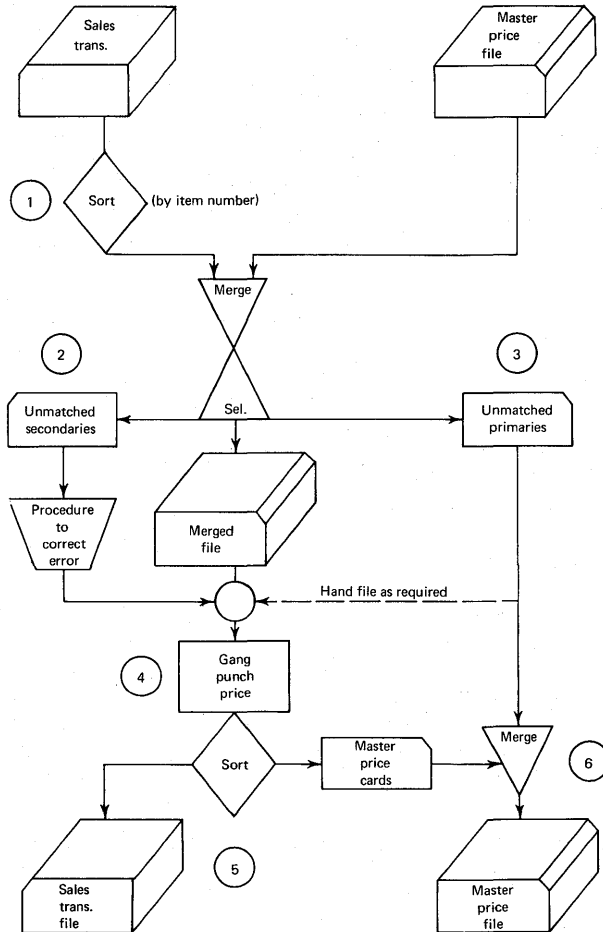 Sales
trans.
Master
price
file
1
Sort
(by item number)
Merge
2
3
Unmatched
secondaries
Sel.
Unmatched
primaries
Procedure
to
correct
error
Merged
file
Hand file as required
4
Gang
punch
price
Sort
Master
price
cards
Merge
6
5
Sales
trans.
file
Master
price
file